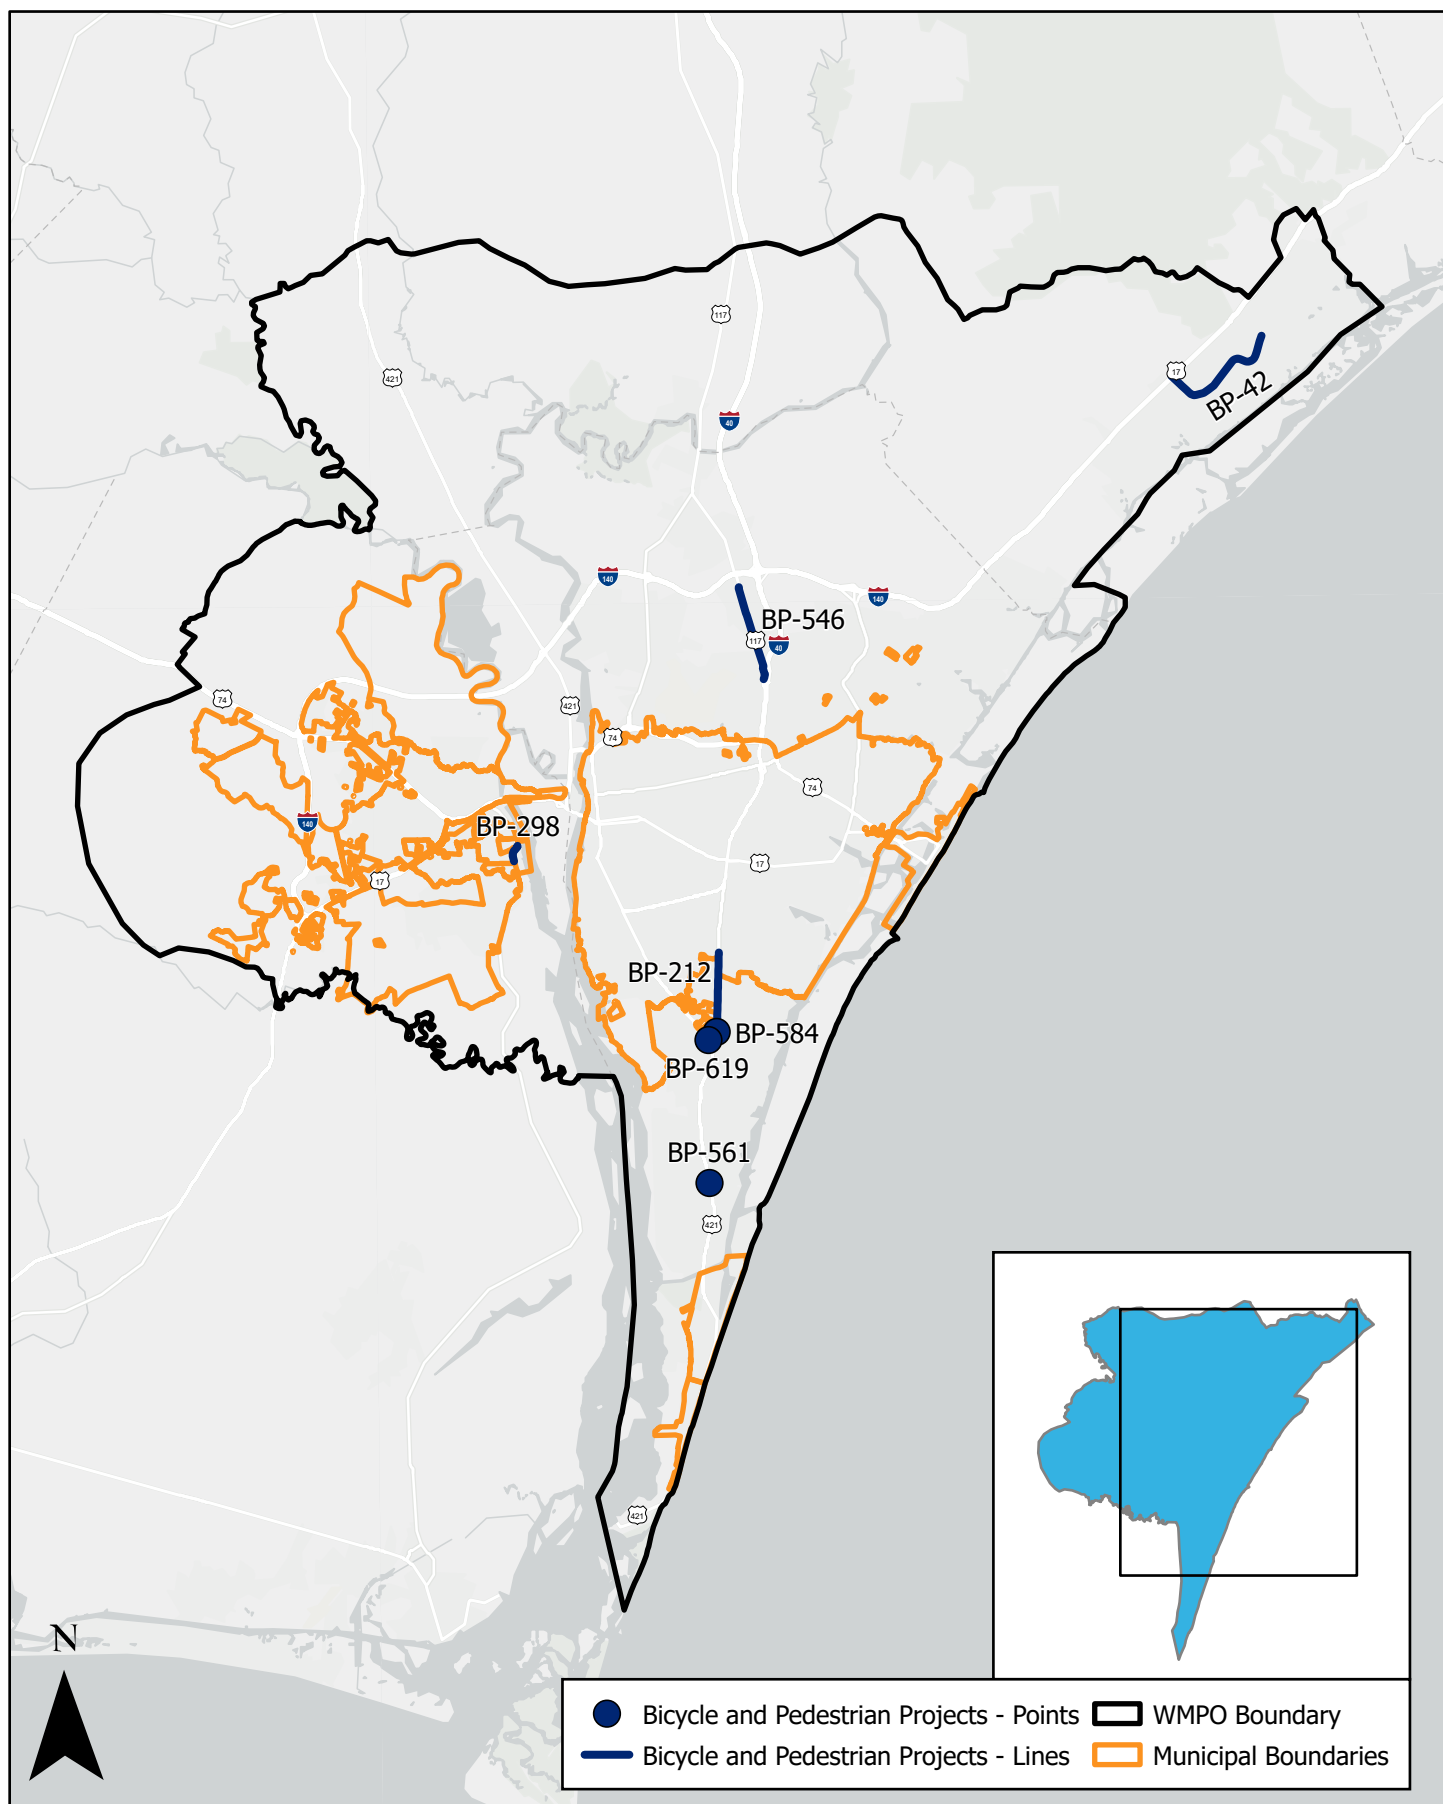 117
421
17
BP-42
40
140
140
BP-546
117
40
74
421
74
74
140
BP-298
17
17
BP-212
BP-584
BP-619
BP-561
421
421
N
Bicycle and Pedestrian Projects - Points
WMPO Boundary
Bicycle and Pedestrian Projects - Lines
Municipal Boundaries